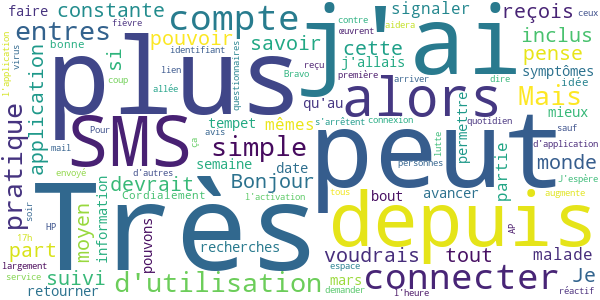 faire constante compte j'ai signaler reçois
fièvre contre ceux
l'application virus bonne entres pouvoir identifiant œuvrent aidera inclus
si savoir cette pense
plus lien questionnaires reçu j'allais symptômes
application coup Bravo première arriver dire idée
pratique allée qu'au alors Mais mieux
Pour connexion quotidien
SMS ça tempet s'arrêtent permettre sauf
mail avis simple mêmes lutte d'application
envoyé d'autres semaine peut personnes partie monde
Très date J'espère
information devrait Bonjour tous avancer augmente
moyen Cordialement l'activation bout depuis
soir HP pouvons AP
17h part recherches voudrais tout malade
largement suivi espace connecter Je
service d'utilisation mars
retourner demander l'heure réactif